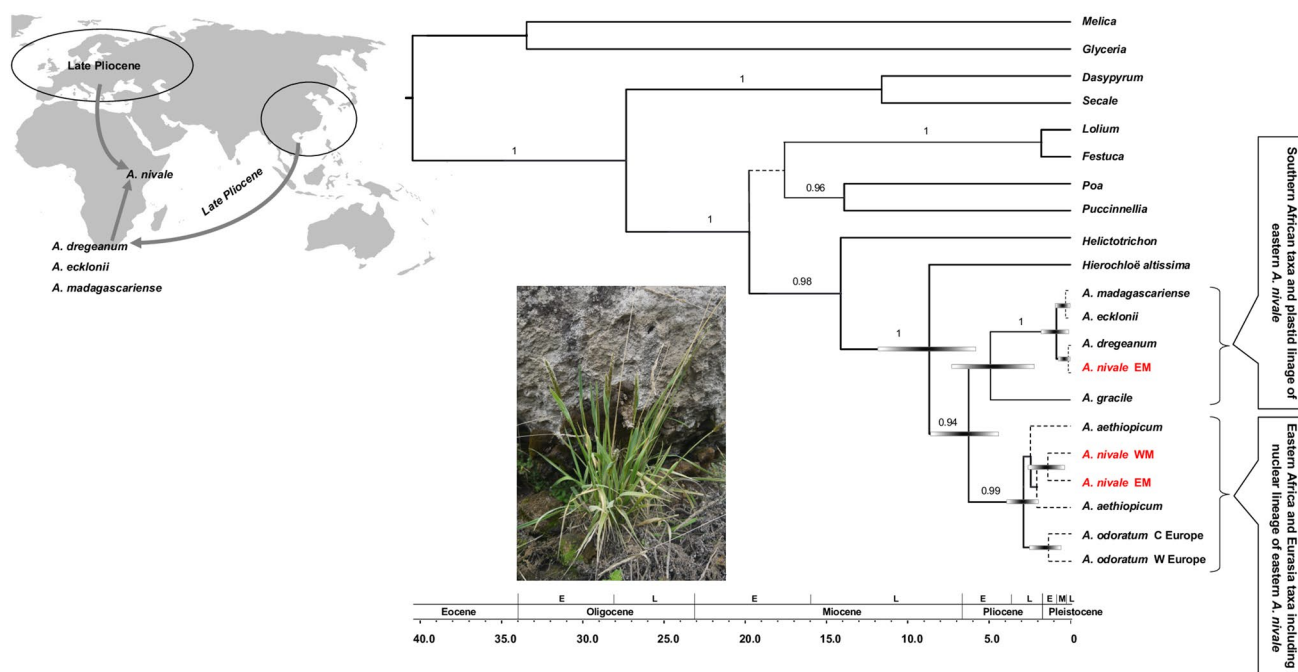 Late Pliocene
A. nivale
Late Pliocene
A. dregeanum
A. ecklonii
A. madagascariense
Melica
Glyceria
1
Dasypyrum
Secale
1
1
Lolium
Festuca
0.96
Poa
Puccinnellia
1
Helictotrichon
0.98
Hierochloë altissima
A. madagascariense
1
A. ecklonii
1
A. dregeanum
A. nivale EM
A. gracile
0.94
A. aethiopicum
A. nivale WM
0.99
A. nivale EM
A. aethiopicum
A. odoratum C Europe
A. odoratum W Europe
Southern African taxa and plastid linage of
eastern A. nivale
Eastern Africa and Eurasia taxa including
nuclear lineage of eastern A. nivale
E L E L E L E M L
Eocene Oligocene Miocene Pliocene Pleistocene
40.0 35.0 30.0 25.0 20.0 15.0 10.0 5.0 0